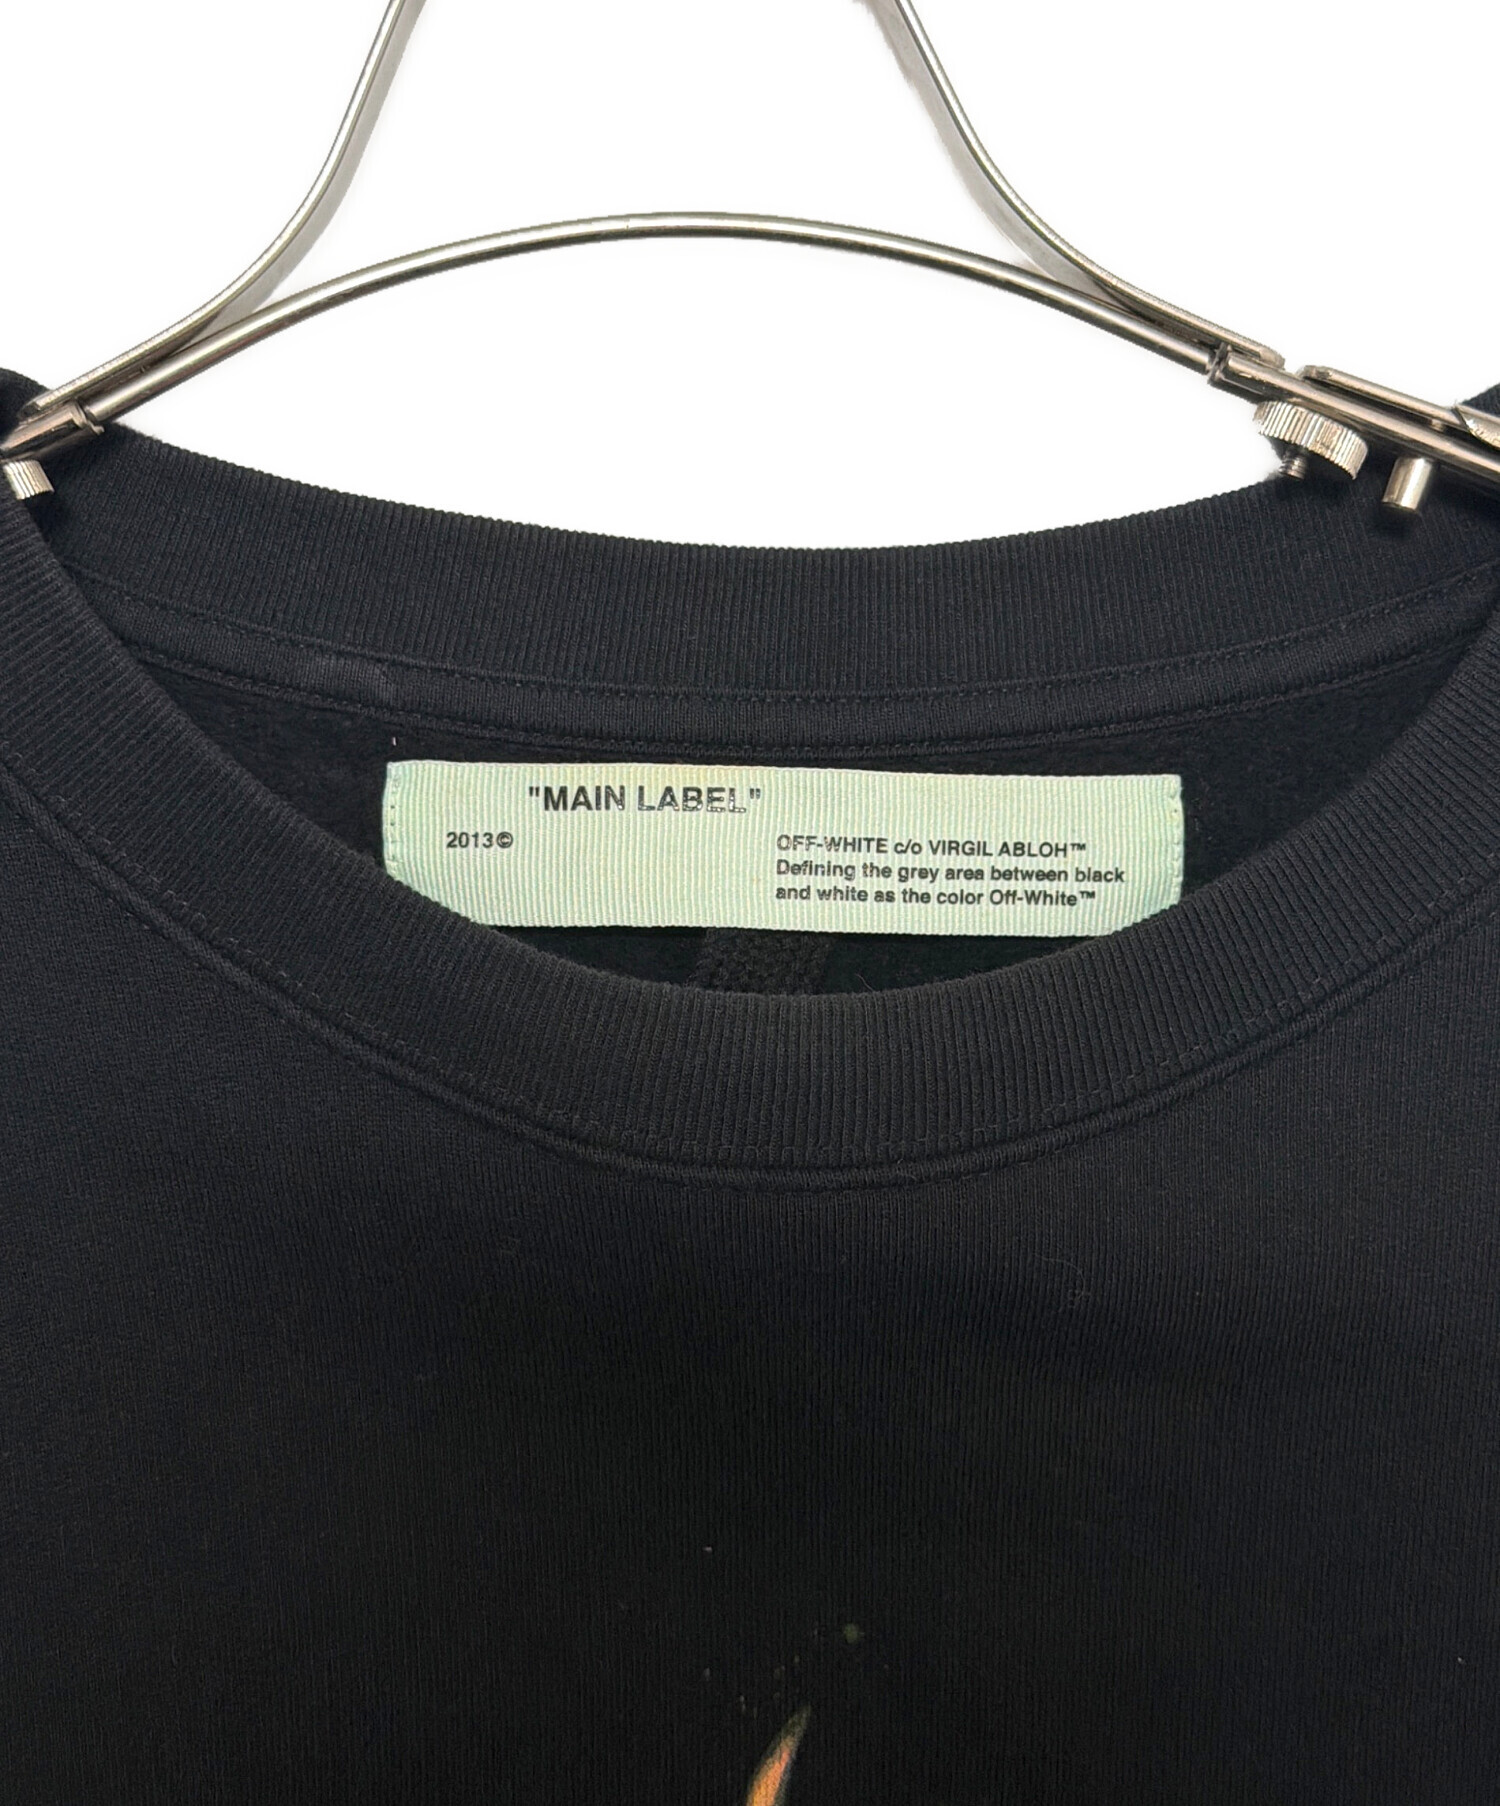 "MAIN LABEL"
2013©
OFF-WHITE c/o VIRGIL ABLOH™
Defining the grey area between black
and white as the color Off-White™